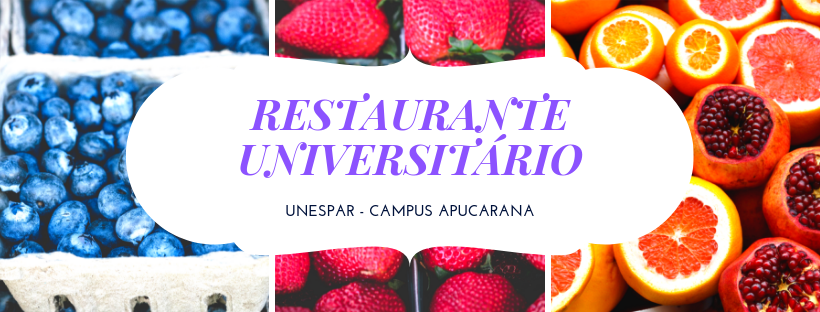 RESTAURANTE
UNIVERSITÁRIO
UNESPAR - CAMPUS APUCARANA